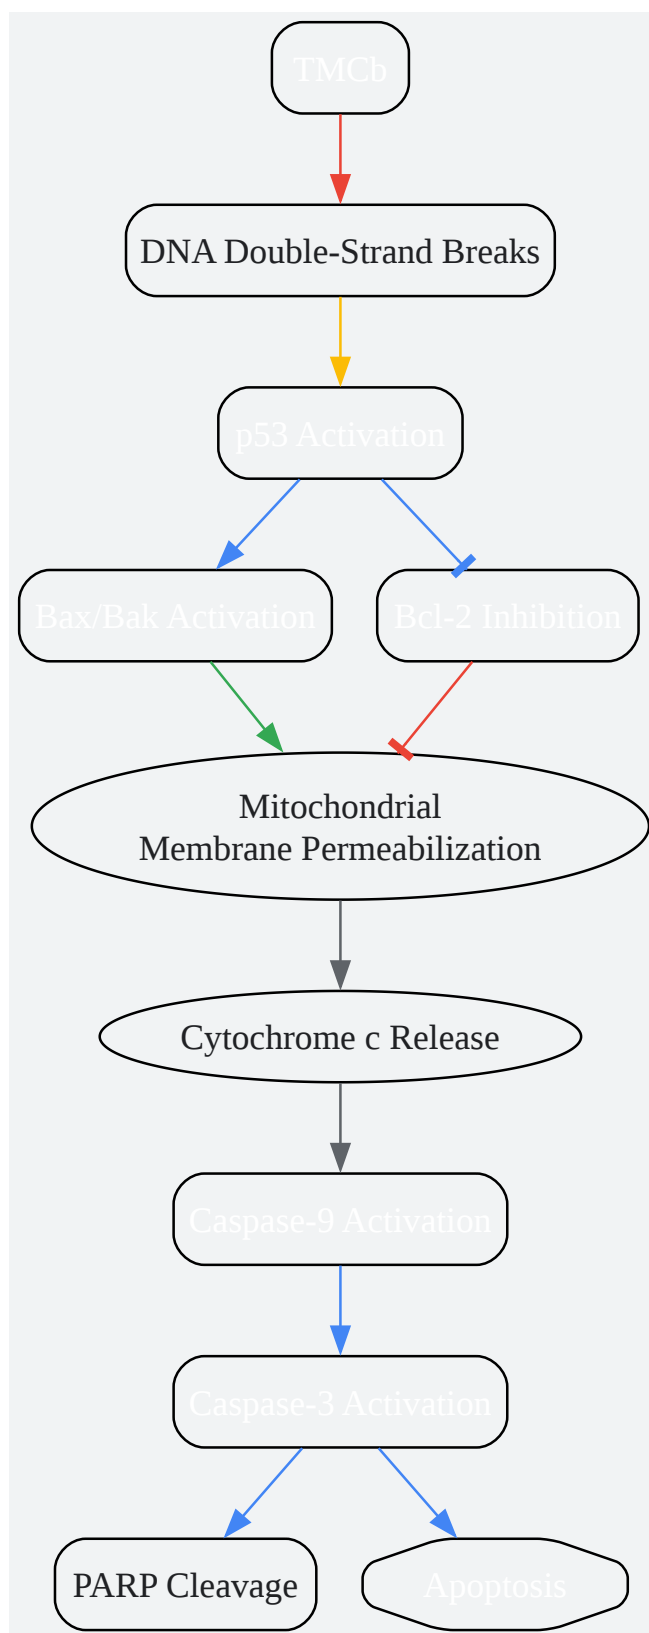 TMCb
DNA Double-Strand Breaks
p53 Activation
Bax/Bak Activation
Bcl-2 Inhibition
Mitochondrial
Membrane Permeabilization
Cytochrome c Release
Caspase-9 Activation
Caspase-3 Activation
PARP Cleavage
Apoptosis